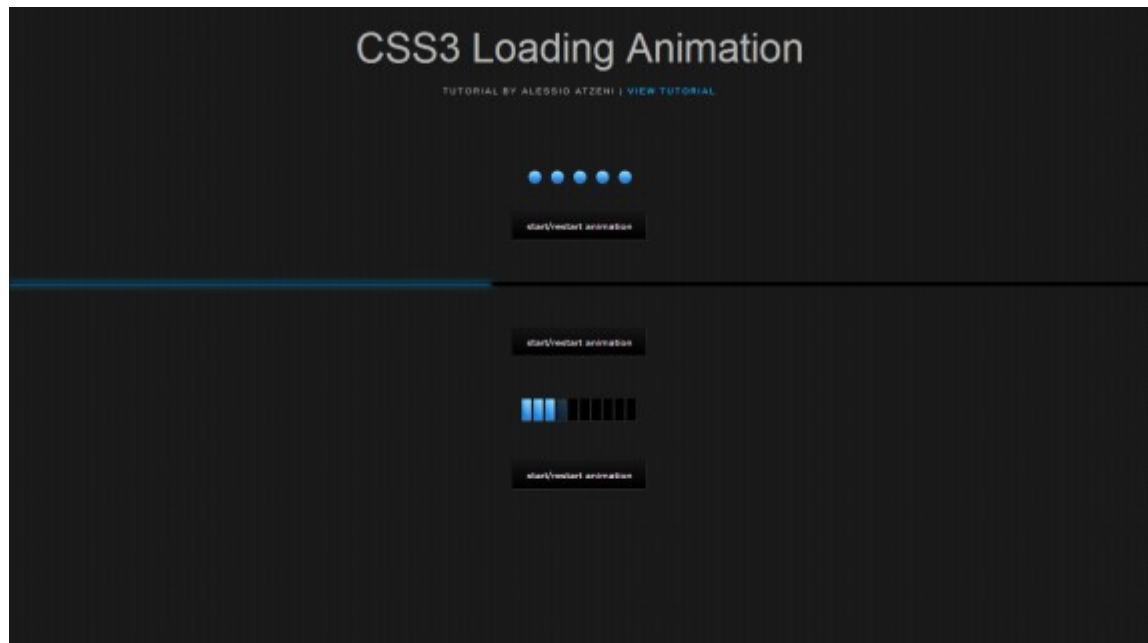 CSS3 Loading Animation
TUTORIAL BY ALESSIO ATZENI | VIEW TUTORIAL
start/restart animation
start/restart animation
start/restart animation